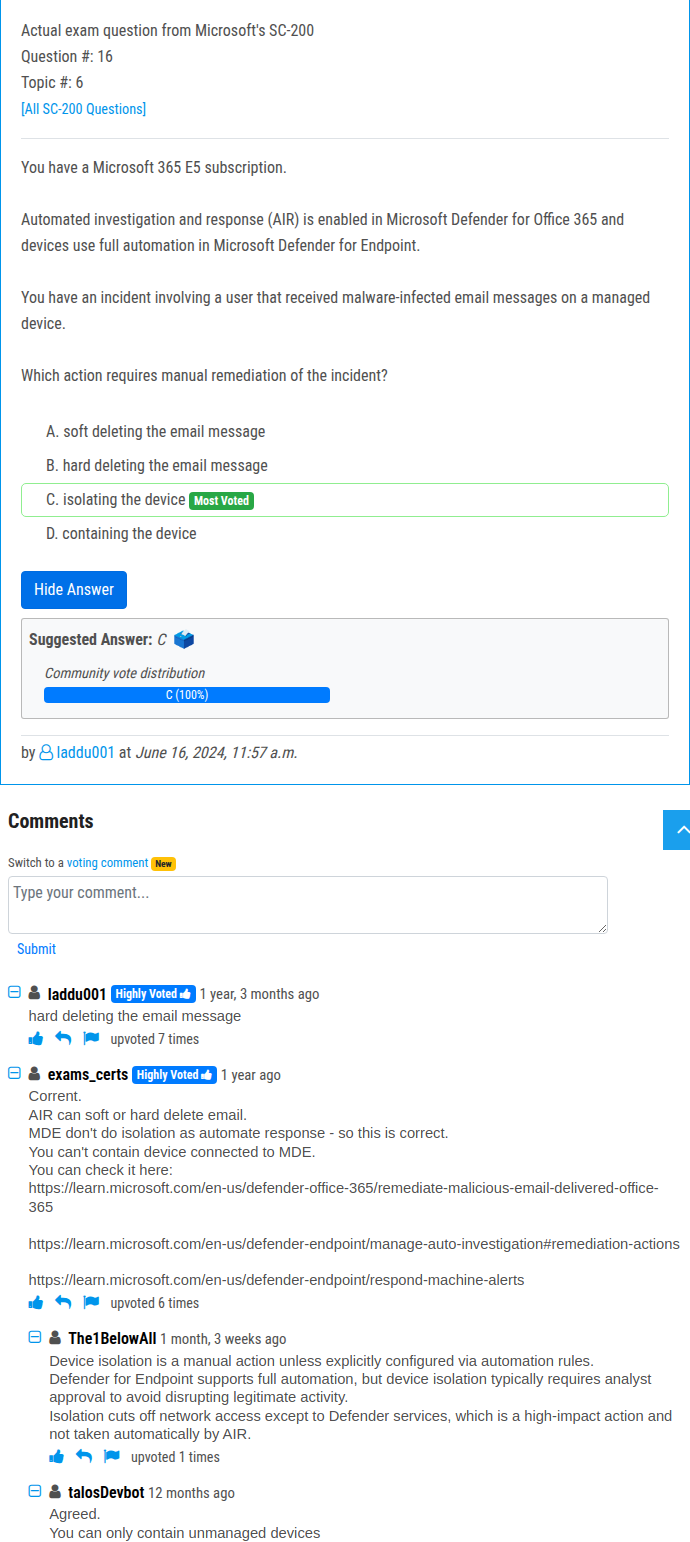 Actual exam question from Microsoft's SC-200
Question #: 16
Topic #: 6
[All SC-200 Questions]
You have a Microsoft 365 E5 subscription.
Automated investigation and response (AIR) is enabled in Microsoft Defender for Office 365 and
devices use full automation in Microsoft Defender for Endpoint.
You have an incident involving a user that received malware-infected email messages on a managed
device.
Which action requires manual remediation of the incident?
A. soft deleting the email message
B. hard deleting the email message
C. isolating the device Most Voted
D. containing the device
Hide Answer
Suggested Answer: C
Community vote distribution
C (100%)
by laddu001 at June 16, 2024, 11:57 a.m.
Comments
Switch to a voting comment New
Type your comment...
Submit
laddu001 Highly Voted 1 year, 3 months ago
hard deleting the email message
upvoted 7 times
exams_certs Highly Voted 1 year ago
Corrent.
AIR can soft or hard delete email.
MDE don't do isolation as automate response - so this is correct.
You can't contain device connected to MDE.
You can check it here:
https://learn.microsoft.com/en-us/defender-office-365/remediate-malicious-email-delivered-office-
365
https://learn.microsoft.com/en-us/defender-endpoint/manage-auto-investigation#remediation-actions
https://learn.microsoft.com/en-us/defender-endpoint/respond-machine-alerts
upvoted 6 times
The1BelowAll 1 month, 3 weeks ago
Device isolation is a manual action unless explicitly configured via automation rules.
Defender for Endpoint supports full automation, but device isolation typically requires analyst
approval to avoid disrupting legitimate activity.
Isolation cuts off network access except to Defender services, which is a high-impact action and
not taken automatically by AIR.
upvoted 1 times
talosDevbot 12 months ago
Agreed.
You can only contain unmanaged devices